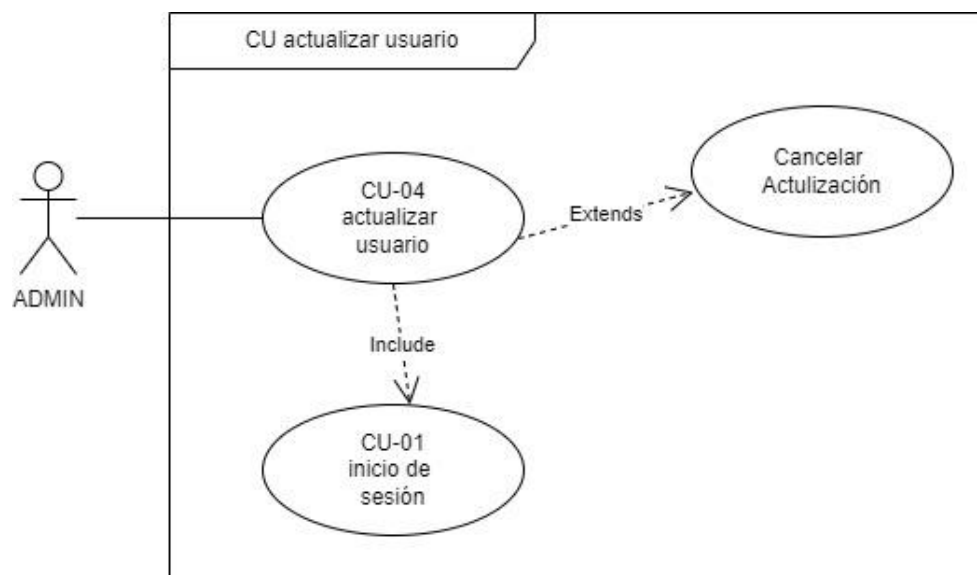 CU actualizar usuario
Cancelar
Actulización
CU-04
actualizar
usuario
Extends
ADMIN
Include
CU-01
inicio de
sesión